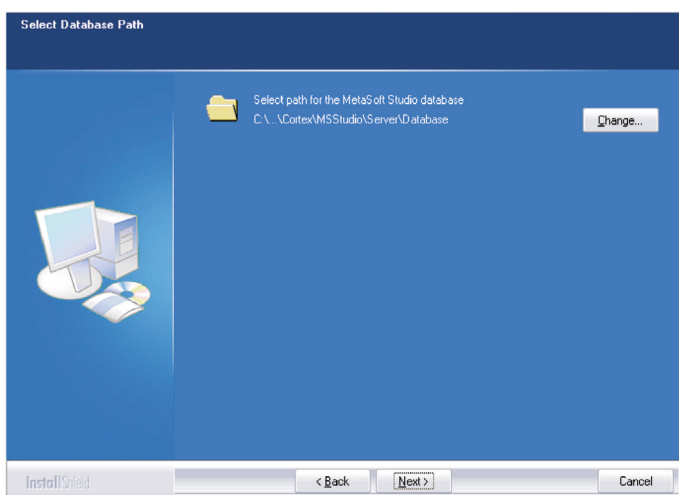 Select Database Path
Select path for the MetaSoft Studio database
C:\...\Cortex\MSStudio\Server\Database
Change...
InstallShield
< Back
Next >
Cancel